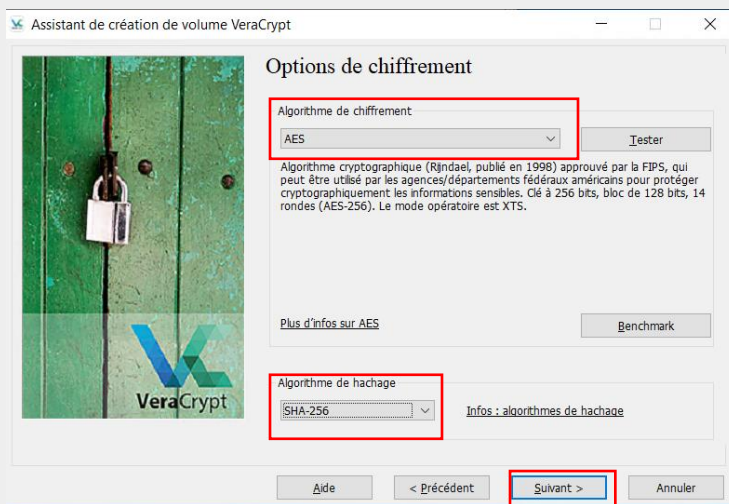 Assistant de création de volume VeraCrypt
Options de chiffrement
Algorithme de chiffrement
AES
Tester
Algorithme cryptographique (Rijndael, publié en 1998) approuvé par la FIPS, qui
peut être utilisé par les agences/départements fédéraux américains pour protéger
cryptographiquement les informations sensibles. Clé à 256 bits, bloc de 128 bits, 14
rondes (AES-256). Le mode opératoire est XTS.
Plus d'infos sur AES
Benchmark
VeraCrypt
Algorithme de hachage
SHA-256
Infos : algorithmes de hachage
Aide
< Précédent
Suivant >
Annuler